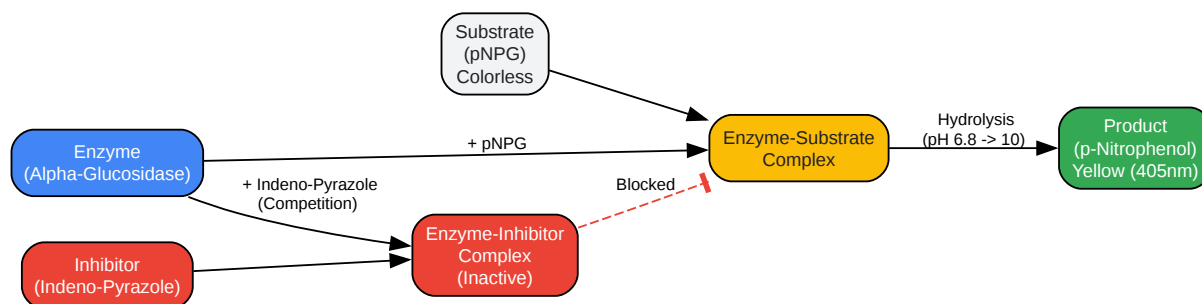 Substrate
(pNPG)
Colorless
Enzyme
(Alpha-Glucosidase)
+ pNPG
Enzyme-Substrate
Complex
Hydrolysis
(pH 6.8 -> 10)
Product
(p-Nitrophenol)
Yellow (405nm)
+ Indeno-Pyrazole
(Competition)
Blocked
Inhibitor
(Indeno-Pyrazole)
Enzyme-Inhibitor
Complex
(Inactive)